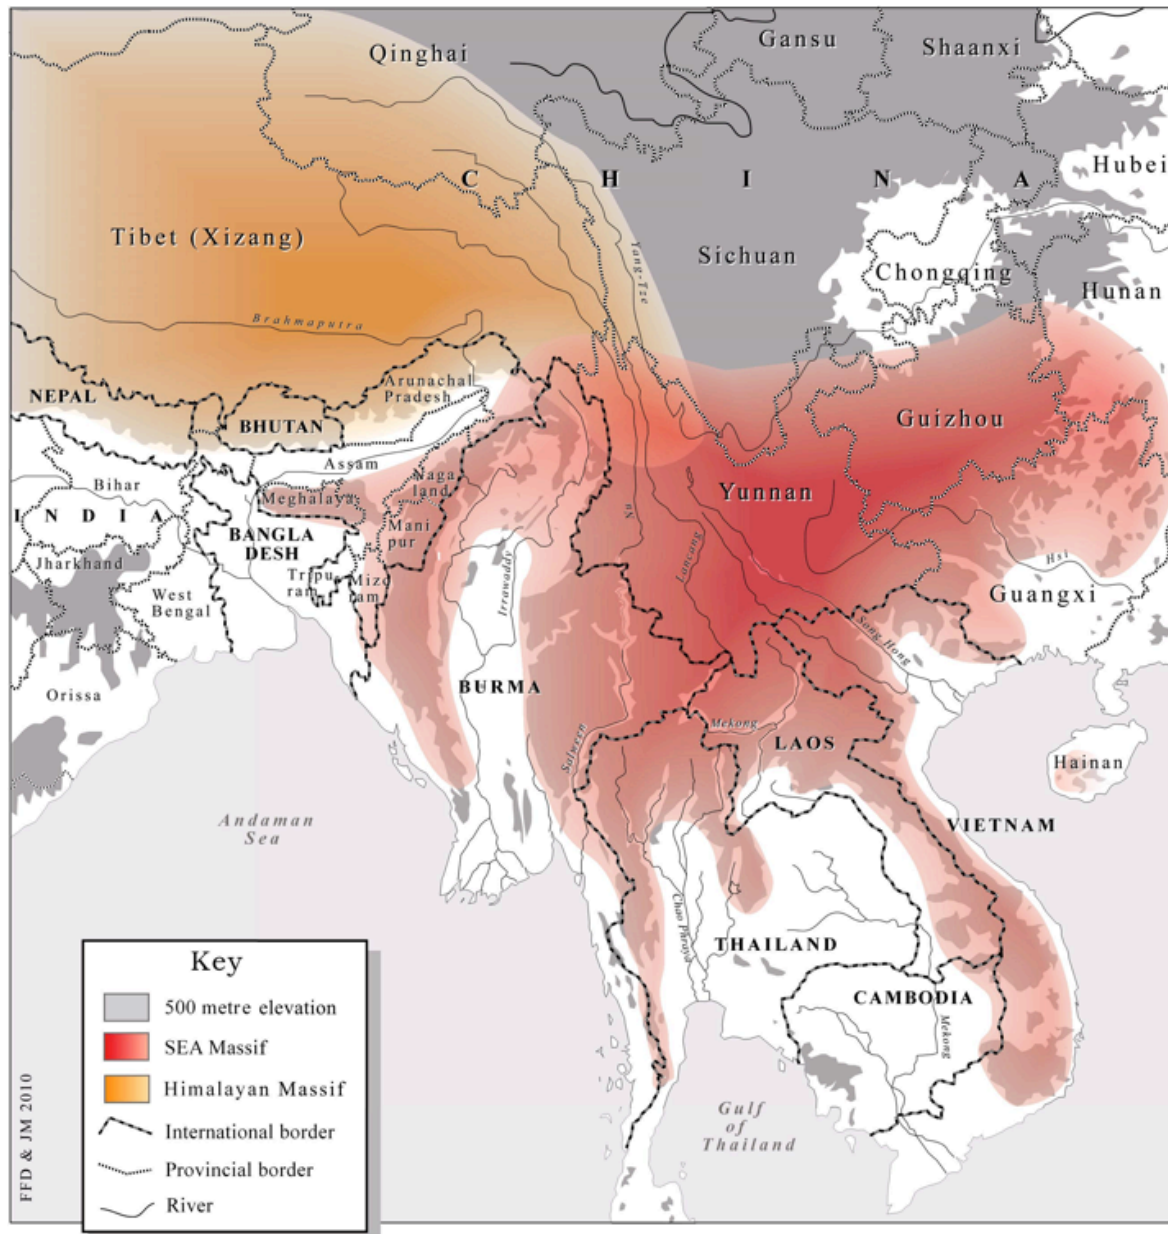 Qinghai
Gansu
Shaanxi
Hubei
C H I N A
Tibet (Xizang)
Sichuan
Yang-Tze
Chongqing
Hunan
Brahmaputra
Arunachal
Pradesh
NEPAL
BHUTAN
Guizhou
Assam
Naga
land
Bihar
Meghalaya
Yunnan
INDIA
BANGLA
DESH
Mani
pur
Nu
Lancang
Hsi
Jharkhand
Tripu
ra
Mizo
ram
Irrawaddy
West
Bengal
Guangxi
Song Hong
Orissa
BURMA
Salween
Mekong
LAOS
Hainan
Andaman
Sea
VIETNAM
Chao Phraya
THAILAND
CAMBODIA
Mekong
Gulf
of
Thailand
Key
500 metre elevation
SEA Massif
Himalayan Massif
International border
Provincial border
River
FFD & JM 2010